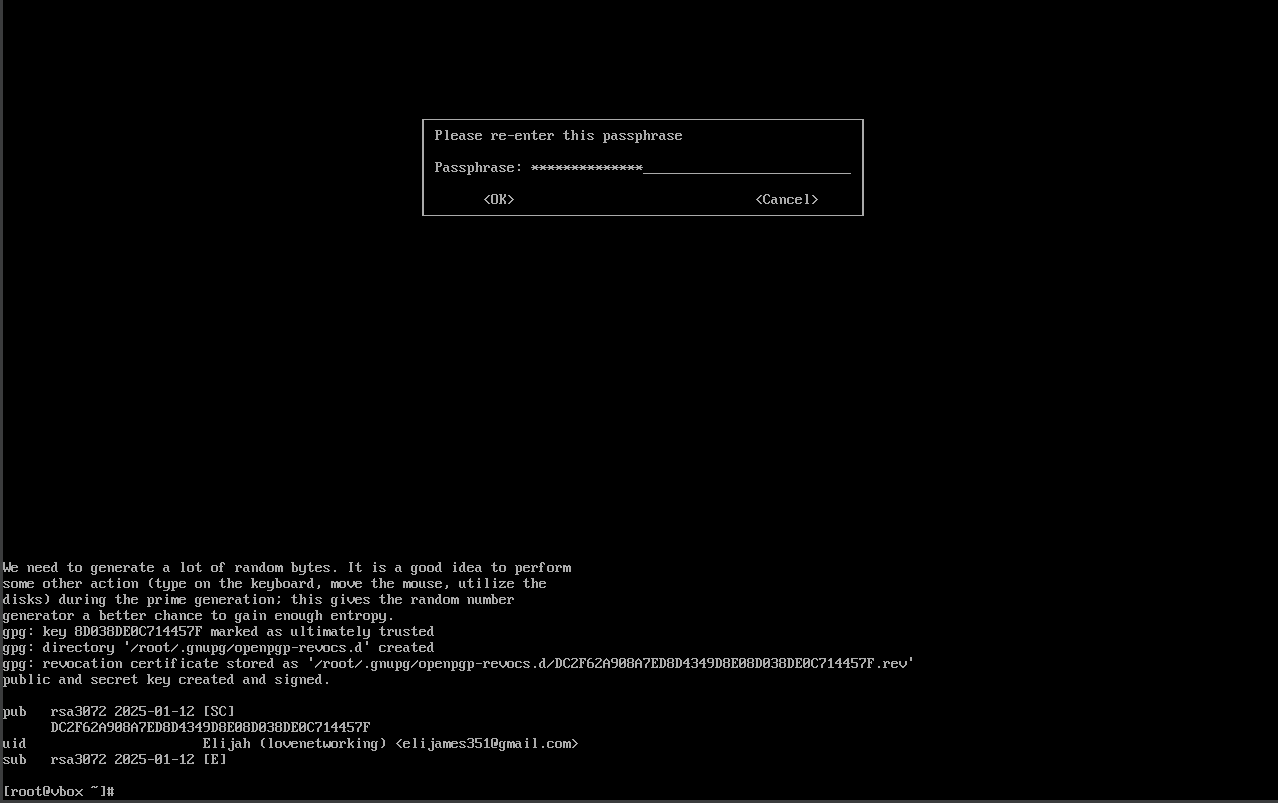 Please re-enter this passphrase
Passphrase: **************________________________
<OK> <Cancel>
We need to generate a lot of random bytes. It is a good idea to perform
some other action (type on the keyboard, move the mouse, utilize the
disks) during the prime generation; this gives the random number
generator a better chance to gain enough entropy.
gpg: key 8D038DE0C714457F marked as ultimately trusted
gpg: directory '/root/.gnupg/openpgp-revocs.d' created
gpg: revocation certificate stored as '/root/.gnupg/openpgp-revocs.d/DC2F62A908A7ED8D4349D8E08D038DE0C714457F.rev'
public and secret key created and signed.
pub   rsa3072 2025-01-12 [SC]
      DC2F62A908A7ED8D4349D8E08D038DE0C714457F
uid                      Elijah (lovenetworking) <elijames351@gmail.com>
sub   rsa3072 2025-01-12 [E]
[root@vbox ~]#